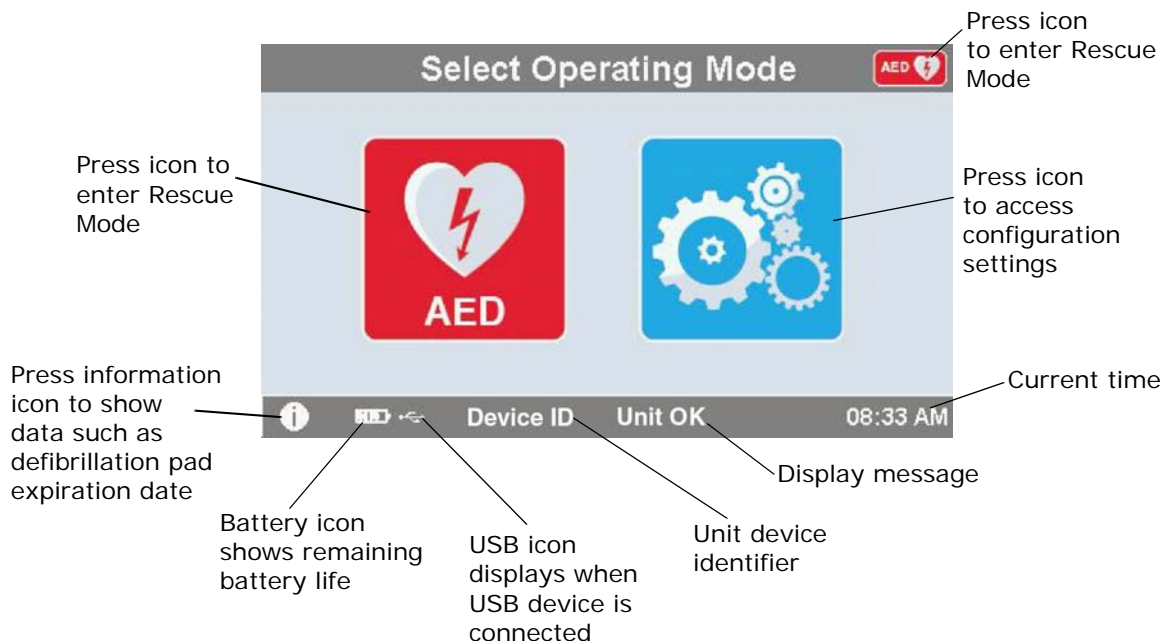 Press icon
to enter Rescue
Mode
Select Operating Mode
AED
Press icon to
enter Rescue
Mode
AED
Press icon
to access
configuration
settings
Press information
icon to show
data such as
defibrillation pad
expiration date
i
Device ID
Unit OK
08:33 AM
Current time
Display message
Battery icon
shows remaining
battery life
USB icon
displays when
USB device is
connected
Unit device
identifier